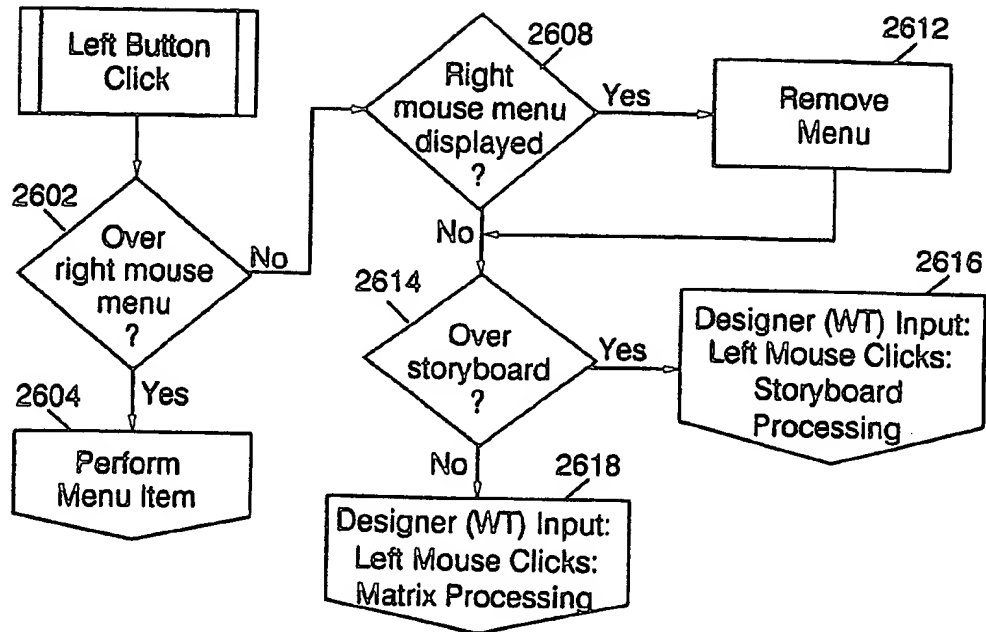 Left Button
Click
2602
Over
right mouse
menu
?
No
Yes
2604
Perform
Menu Item
2608
Right
mouse menu
displayed
?
Yes
No
2612
Remove
Menu
2614
Over
storyboard
?
Yes
No
2616
Designer (WT) Input:
Left Mouse Clicks:
Storyboard
Processing
2618
Designer (WT) Input:
Left Mouse Clicks:
Matrix Processing